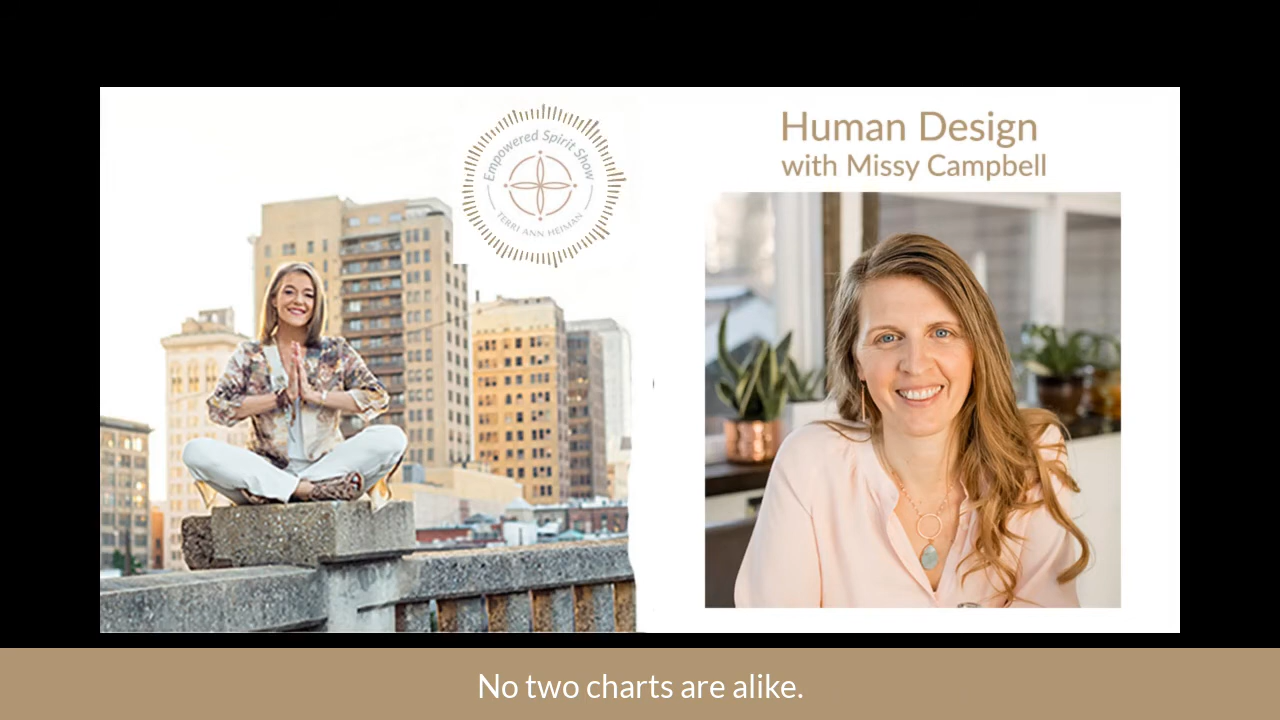 Empowered Spirit Show
TERRI ANN HEIMAN
Human Design
with Missy Campbell
No two charts are alike.